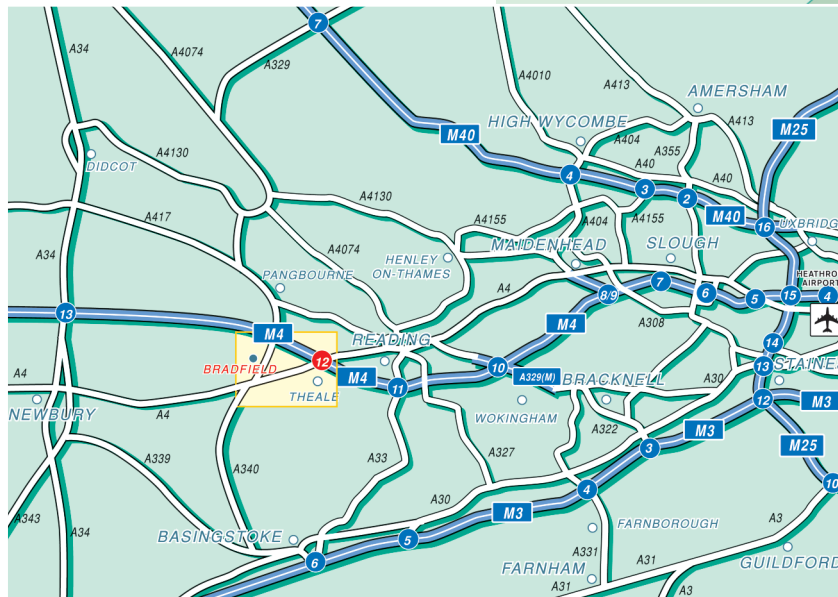 7
A34
A4074
A329
A4010
A413
AMERSHAM
HIGH WYCOMBE
A413
M25
M40
A404
A355
A40
A4130
DIDCOT
4
3
2
A40
A4130
A417
A4155
A404
A4155
M40
16
UXBRIDG
A34
A4074
HENLEY
ON-THAMES
MAIDENHEAD
SLOUGH
PANGBOURNE
A4
8/9
7
6
5
15
HEATHRO
AIRPORT
4
13
M4
M4
A308
14
READING
BRADFIELD
12
M4
10
A329(M)
13
STAINES
A4
THEALE
11
BRACKNELL
A30
12
M3
NEWBURY
A4
WOKINGHAM
A322
M3
M25
A339
A340
A33
A327
3
10
A30
M3
4
A343
A34
BASINGSTOKE
5
FARNBOROUGH
A3
6
A331
A31
GUILDFORD
FARNHAM
A31
A3